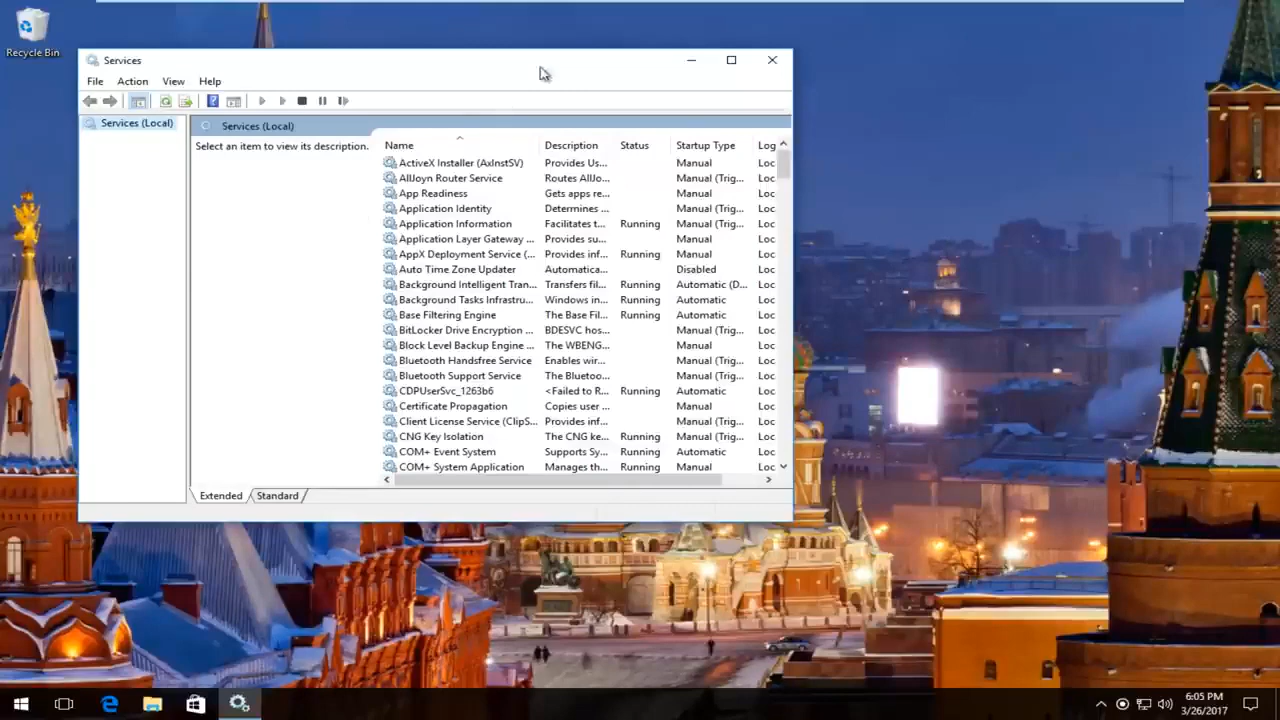 Recycle Bin
Services
File Action View Help
Services (Local)
Services (Local)
Select an item to view its description.
Name Description Status Startup Type Log
ActiveX Installer (AxInstSV) Provides Us... Manual Loc
AllJoyn Router Service Routes AllJo... Manual (Trig... Loc
App Readiness Gets apps re... Manual Loc
Application Identity Determines ... Manual (Trig... Loc
Application Information Facilitates t... Running Manual (Trig... Loc
Application Layer Gateway ... Provides su... Manual Loc
AppX Deployment Service (... Provides inf... Running Manual Loc
Auto Time Zone Updater Automatica... Disabled Loc
Background Intelligent Tran... Transfers fil... Running Automatic (D... Loc
Background Tasks Infrastru... Windows in... Running Automatic Loc
Base Filtering Engine The Base Fil... Running Automatic Loc
BitLocker Drive Encryption ... BDESVC hos... Manual (Trig... Loc
Block Level Backup Engine ... The WBENG... Manual Loc
Bluetooth Handsfree Service Enables wir... Manual (Trig... Loc
Bluetooth Support Service The Bluetoo... Manual (Trig... Loc
CDPUserSvc_1263b6 <Failed to R... Running Automatic Loc
Certificate Propagation Copies user ... Manual Loc
Client License Service (ClipS... Provides inf... Manual (Trig... Loc
CNG Key Isolation The CNG ke... Running Manual (Trig... Loc
COM+ Event System Supports Sy... Running Automatic Loc
COM+ System Application Manages th... Running Manual Loc
Extended Standard
6:05 PM
3/26/2017